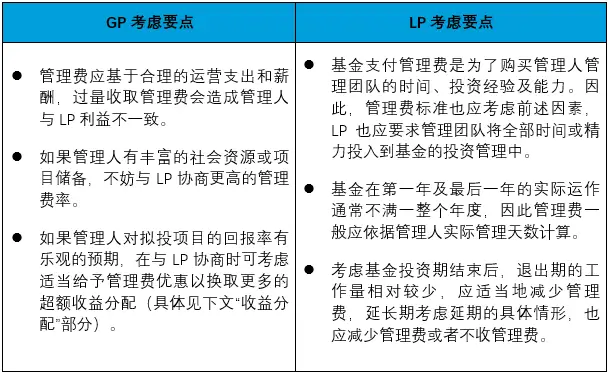 GP 考虑要点
● 管理费应基于合理的运营支出和薪
酬，过量收取管理费会造成管理人
与 LP 利益不一致。
● 如果管理人有丰富的社会资源或项
目储备，不妨与 LP 协商更高的管理
费率。
● 如果管理人对拟投项目的回报率有
乐观的预期，在与 LP 协商时可考虑
适当给予管理费优惠以换取更多的
超额收益分配（具体见下文“收益分
配”部分）。
LP 考虑要点
● 基金支付管理费是为了购买管理人管
理团队的时间、投资经验及能力。因
此，管理费标准也应考虑前述因素，
LP 也应要求管理团队将全部时间或精
力投入到基金的投资管理中。
● 基金在第一年及最后一年的实际运作
通常不满一整个年度，因此管理费一
般应依据管理人实际管理天数计算。
● 考虑基金投资期结束后，退出期的工
作量相对较少，应适当地减少管理
费，延长期考虑延期的具体情形，也
应减少管理费或者不收管理费。